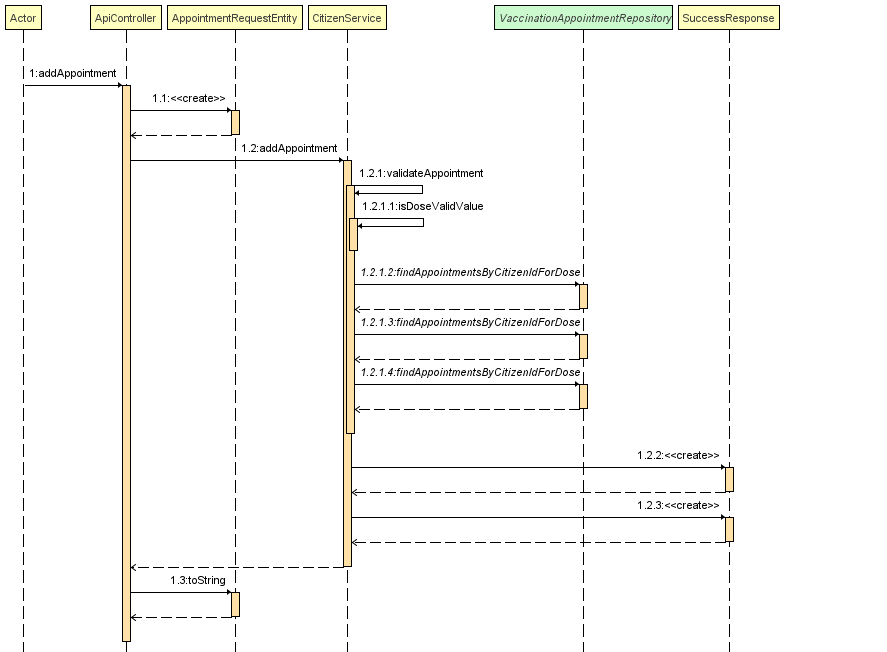 Actor
ApiController
AppointmentRequestEntity
CitizenService
VaccinationAppointmentRepository
SuccessResponse
1:addAppointment
1.1:<<create>>
1.2:addAppointment
1.2.1:validateAppointment
1.2.1.1:isDoseValidValue
1.2.1.2:findAppointmentsByCitizenIdForDose
1.2.1.3:findAppointmentsByCitizenIdForDose
1.2.1.4:findAppointmentsByCitizenIdForDose
1.2.2:<<create>>
1.2.3:<<create>>
1.3:toString